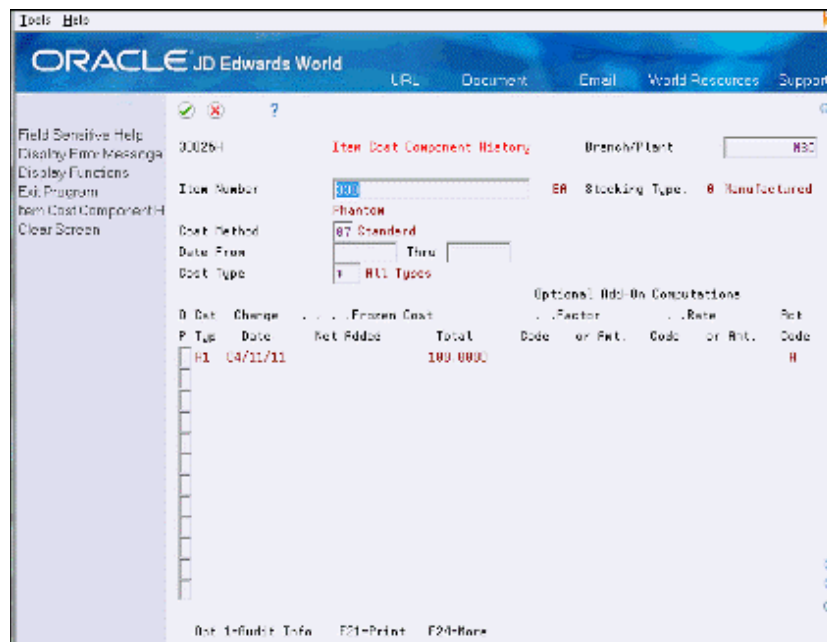 Tools Help
ORACLE JD Edwards World
URL Document Email World Resources Support
Field Sensitive Help
Display Error Message
Display Functions
Exit Program
Item Cost Component H
Clear Screen
Item Cost Component History Branch/Plant M30
Item Number EA Stocking Type. 0 Manufactured
Phantom
Cost Method 07 Standard
Date From Thru
Cost Type * All Types
Optional Add-On Computations
O Cst Change . . . .Frozen Cost . .Factor . .Rate Act
P Typ Date Net Added Total Code or Amt. Code or Amt. Code
A1 04/11/11 100.0000 A
Opt 1=Audit Info F21=Print F24=More